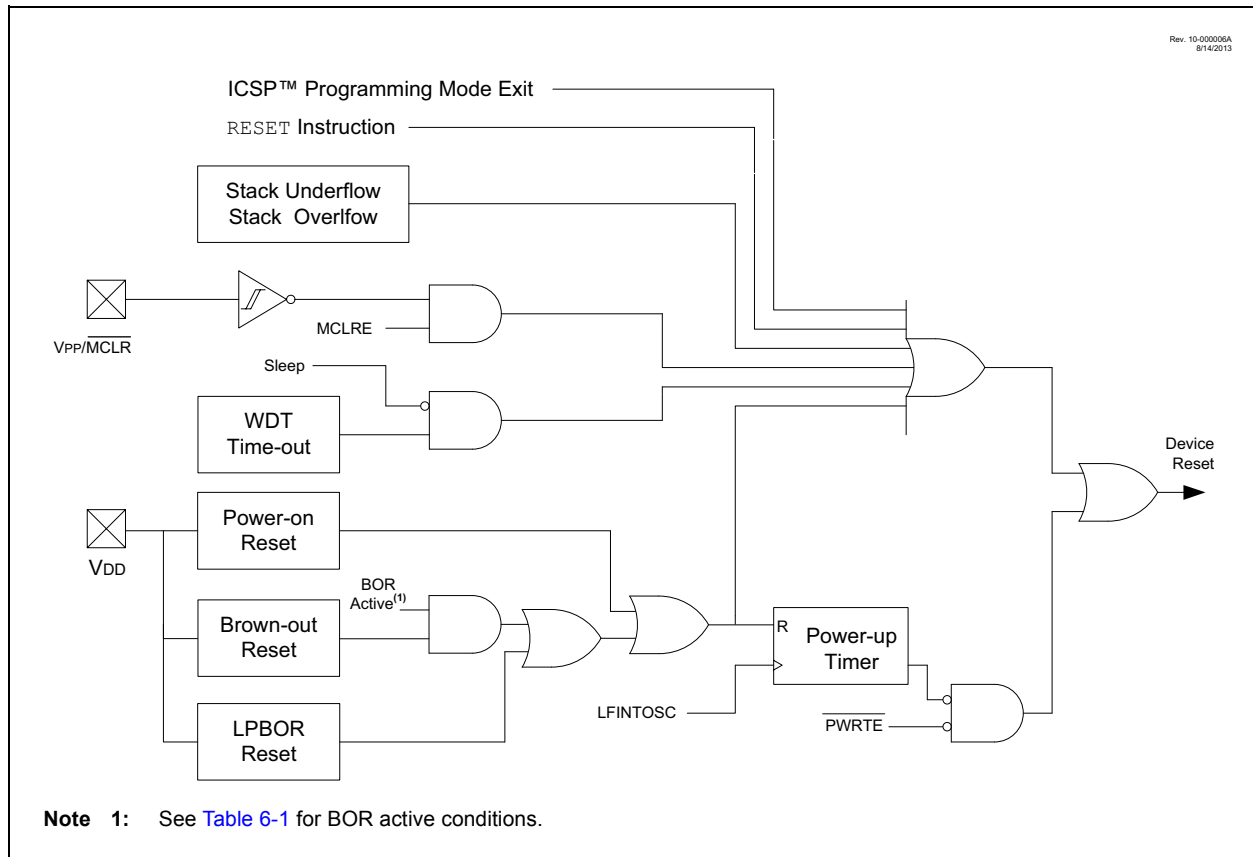 Rev. 10-000006A
8/14/2013
ICSP™ Programming Mode Exit
RESET Instruction
Stack Underflow
Stack Overlfow
VPP/MCLR
MCLRE
Sleep
WDT
Time-out
Device
Reset
VDD
Power-on
Reset
BOR
Active(1)
Brown-out
Reset
R
Power-up
Timer
LFINTOSC
PWRTE
LPBOR
Reset
Note 1: See Table 6-1 for BOR active conditions.